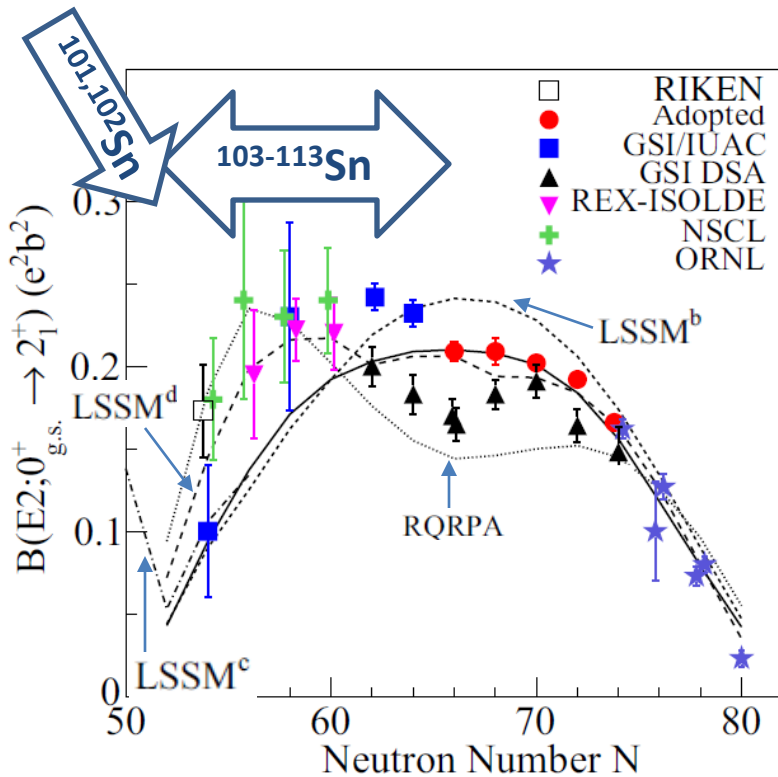 101,102Sn
103-113Sn
RIKEN
Adopted
GSI/IUAC
GSI DSA
REX-ISOLDE
NSCL
ORNL
B(E2;0+g.s. → 2+1) (e2b2)
0.3
0.2
0.1
0
LSSMb
LSSMd
RQRPA
LSSMc
50
60
70
80
Neutron Number N